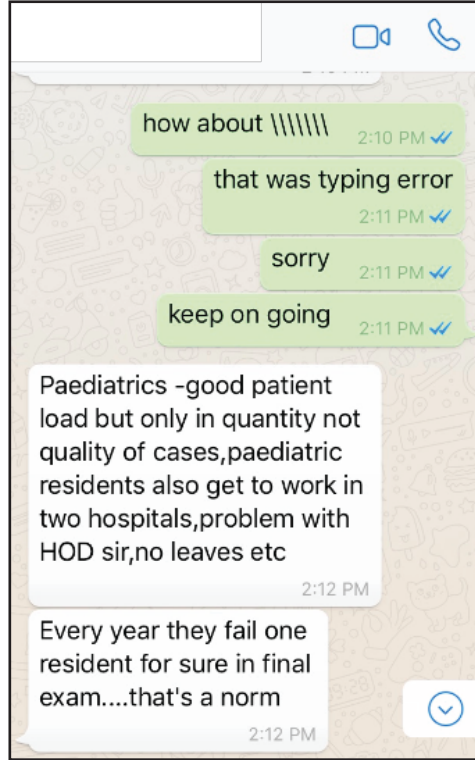 how about \\\\\\\ 2:10 PM
that was typing error
2:11 PM
sorry 2:11 PM
keep on going 2:11 PM
Paediatrics -good patient
load but only in quantity not
quality of cases,paediatric
residents also get to work in
two hospitals,problem with
HOD sir,no leaves etc
2:12 PM
Every year they fail one
resident for sure in final
exam....that's a norm
2:12 PM